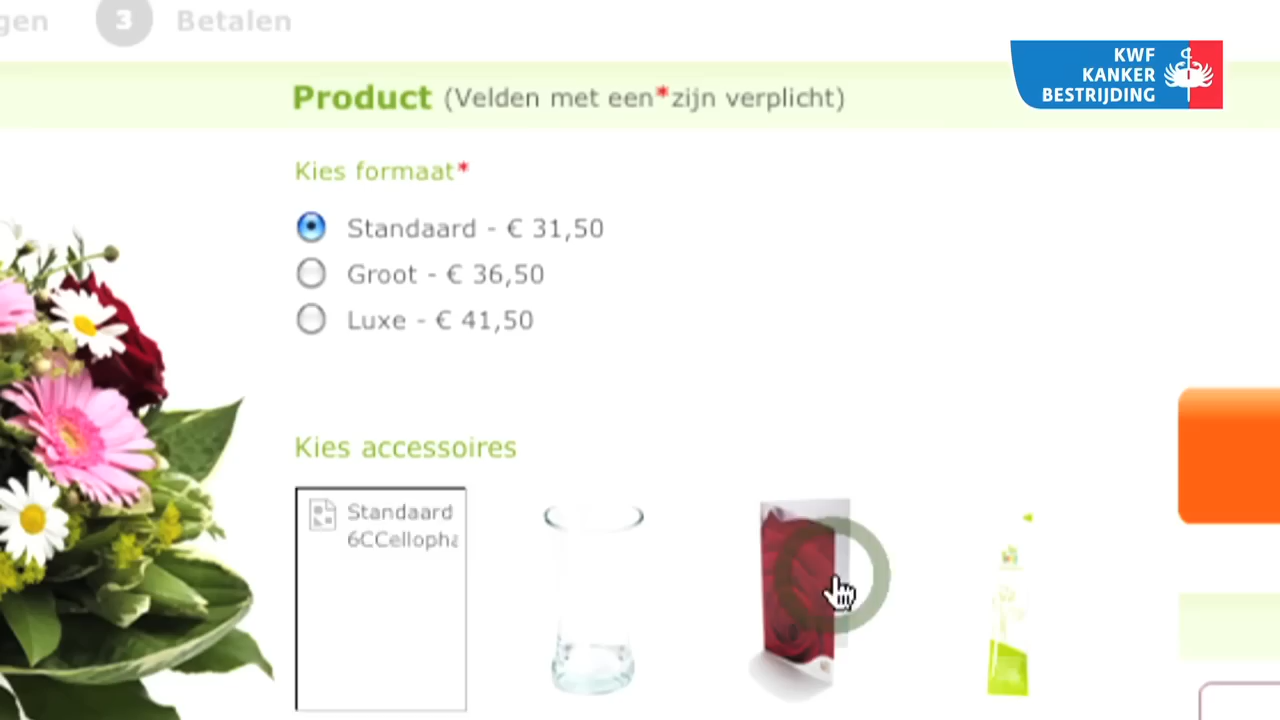 gen
3 Betalen
KWF
KANKER
BESTRIJDING
Product (Velden met een*zijn verplicht)
Kies formaat*
Standaard - € 31,50
Groot - € 36,50
Luxe - € 41,50
Kies accessoires
Standaard
6CCelloph